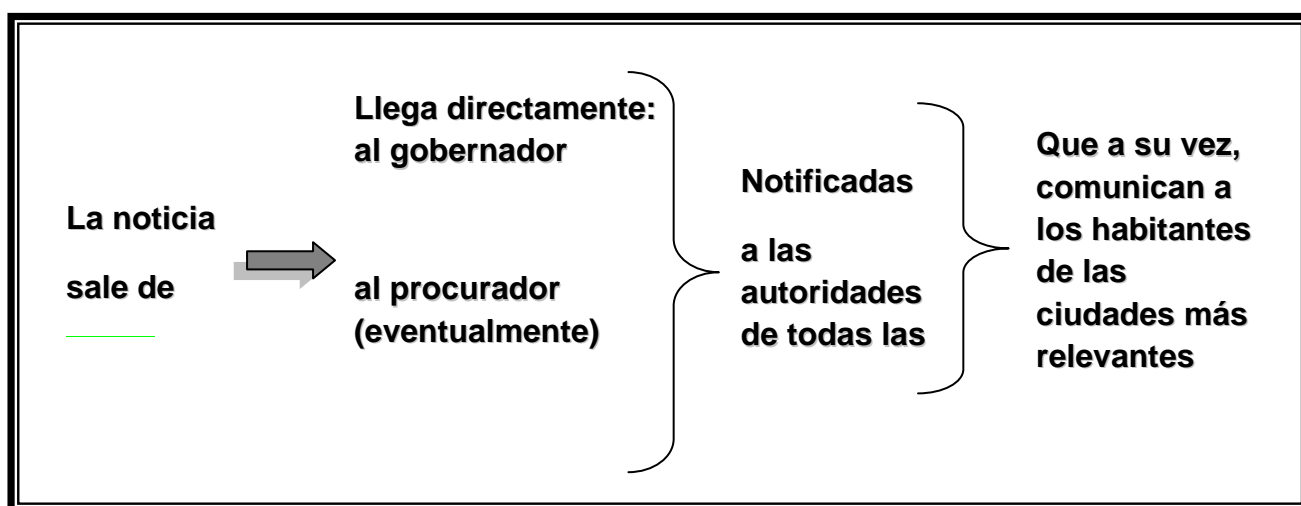 La noticia
sale de
Llega directamente:
al gobernador
al procurador
(eventualmente)
Notificadas
a las
autoridades
de todas las
Que a su vez,
comunican a
los habitantes
de las
ciudades más
relevantes